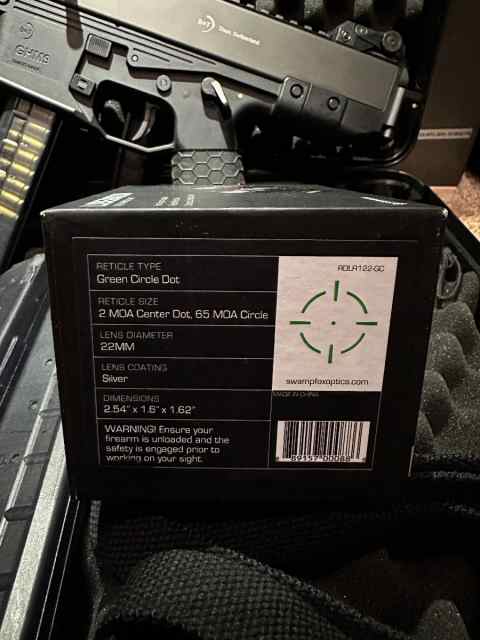 B&T
Thun, Switzerland
B&T
GHM9
RETICLE TYPE
Green Circle Dot
RETICLE SIZE
2 MOA Center Dot, 65 MOA Circle
LENS DIAMETER
22MM
LENS COATING
Silver
DIMENSIONS
2.54" x 1.6" x 1.62"
WARNING! Ensure your
firearm is unloaded and the
safety is engaged prior to
working on your sight.
RDLR122-GC
swampfoxoptics.com
MADE IN CHINA